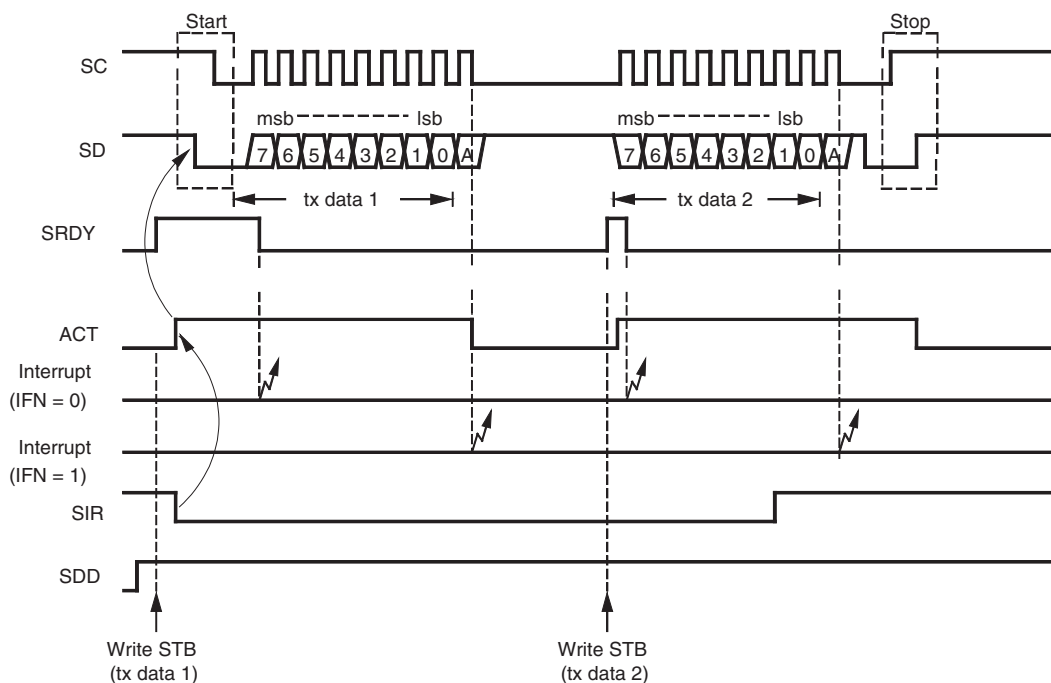 Start
Stop
SC
msb lsb
msb lsb
SD
7 6 5 4 3 2 1 0 A
7 6 5 4 3 2 1 0 A
tx data 1
tx data 2
SRDY
ACT
Interrupt
(IFN = 0)
Interrupt
(IFN = 1)
SIR
SDD
Write STB
(tx data 1)
Write STB
(tx data 2)